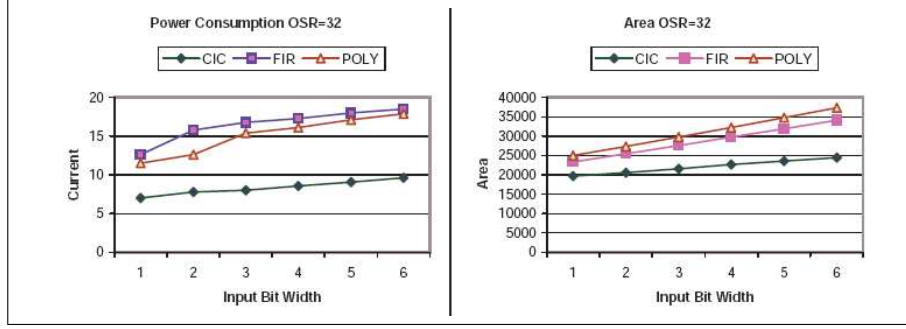 Power Consumption OSR=32
CIC FIR POLY
Current
20
15
10
5
0
1 2 3 4 5 6
Input Bit Width
Area OSR=32
CIC FIR POLY
Area
40000
35000
30000
25000
20000
15000
10000
5000
0
1 2 3 4 5 6
Input Bit Width